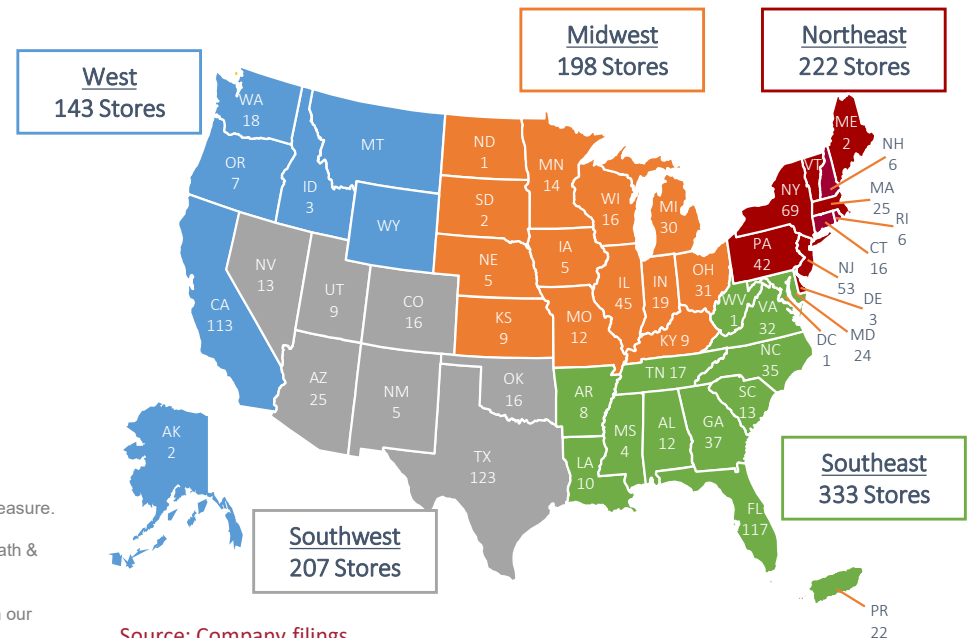 West
143 Stores
Midwest
198 Stores
Northeast
222 Stores
WA
18
OR
7
ID
3
MT
WY
CA
113
NV
13
UT
9
CO
16
AZ
25
NM
5
OK
16
TX
123
ND
1
SD
2
NE
5
KS
9
MN
14
IA
5
MO
12
WI
16
IL
45
MI
30
IN
19
OH
31
KY 9
ME
2
VT
NH
6
NY
69
MA
25
RI
6
CT
16
PA
42
NJ
53
DE
3
MD
24
DC
1
WV
1
VA
32
NC
35
TN 17
SC
13
AR
8
MS
4
AL
12
GA
37
LA
10
FL
117
PR
22
AK
2
Southwest
207 Stores
Southeast
333 Stores
easure.
ath &
our
Source: Company filings